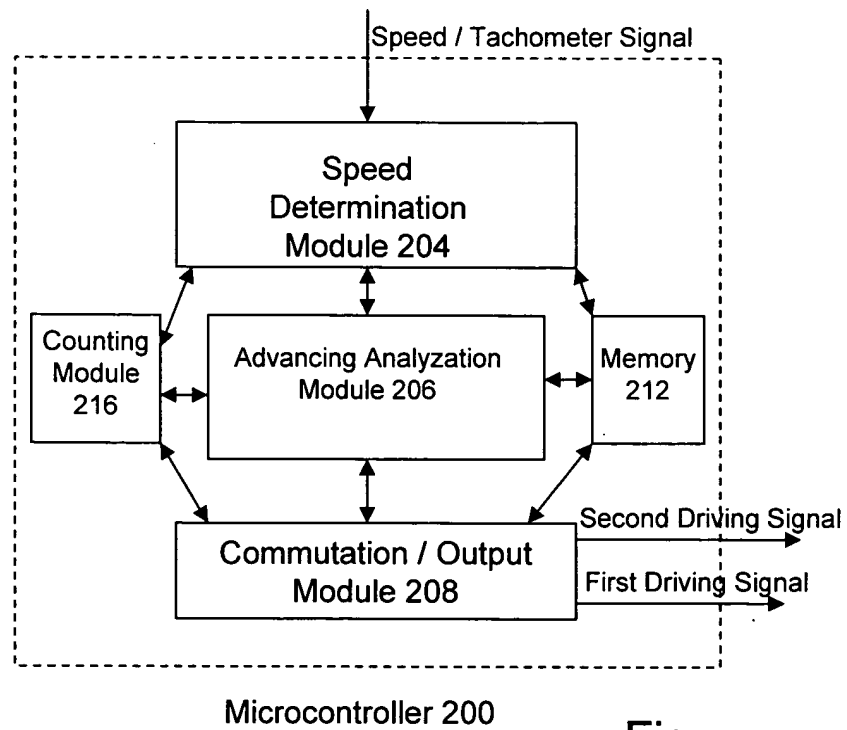 Speed / Tachometer Signal
Speed
Determination
Module 204
Counting
Module
216
Advancing Analyzation
Module 206
Memory
212
Second Driving Signal
Commutation / Output
Module 208
First Driving Signal
Microcontroller 200